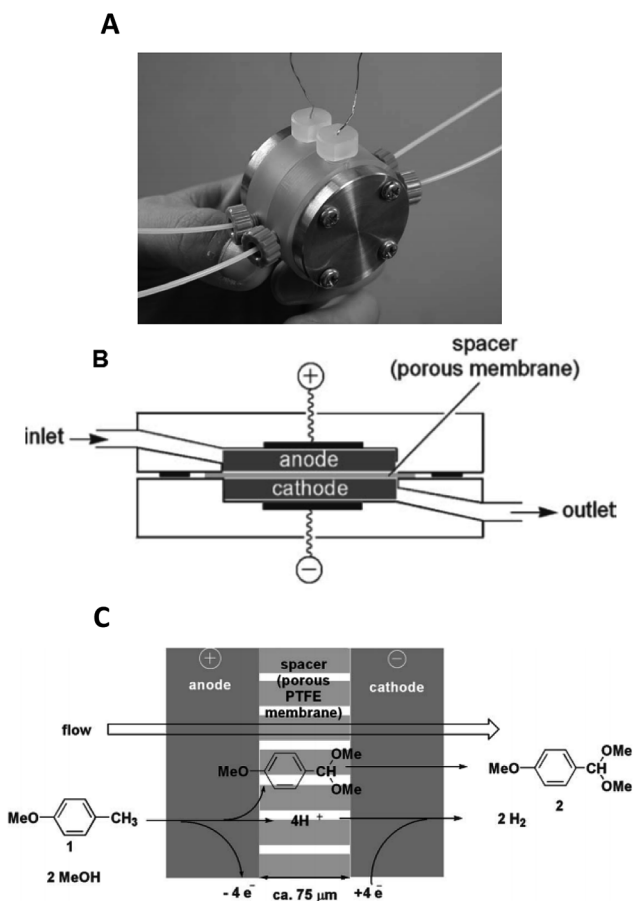 A
B
spacer
(porous membrane)
+
inlet
anode
cathode
outlet
−
C
+
anode
spacer
(porous
PTFE
membrane)
−
cathode
flow
MeO
CH
OMe
OMe
MeO
CH
OMe
OMe
2
MeO
CH₃
1
4H⁺
2 H₂
2 MeOH
- 4 e⁻
ca. 75 µm
+4 e⁻